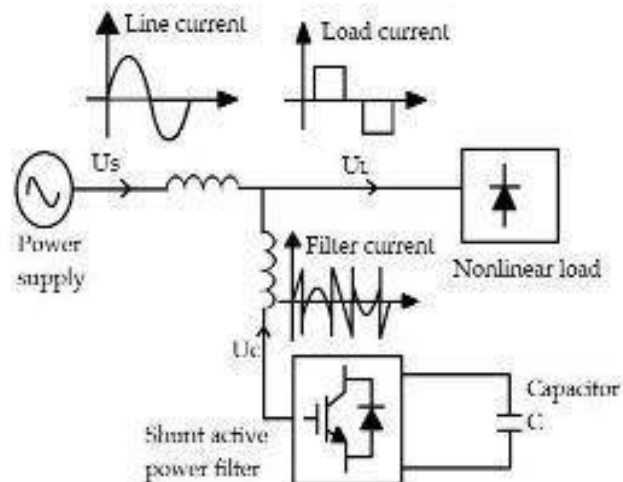 Line current
Load current
Us
UL
Power
supply
Filter current
Nonlinear load
Uc
Capacitor
C
Shunt active
power filter